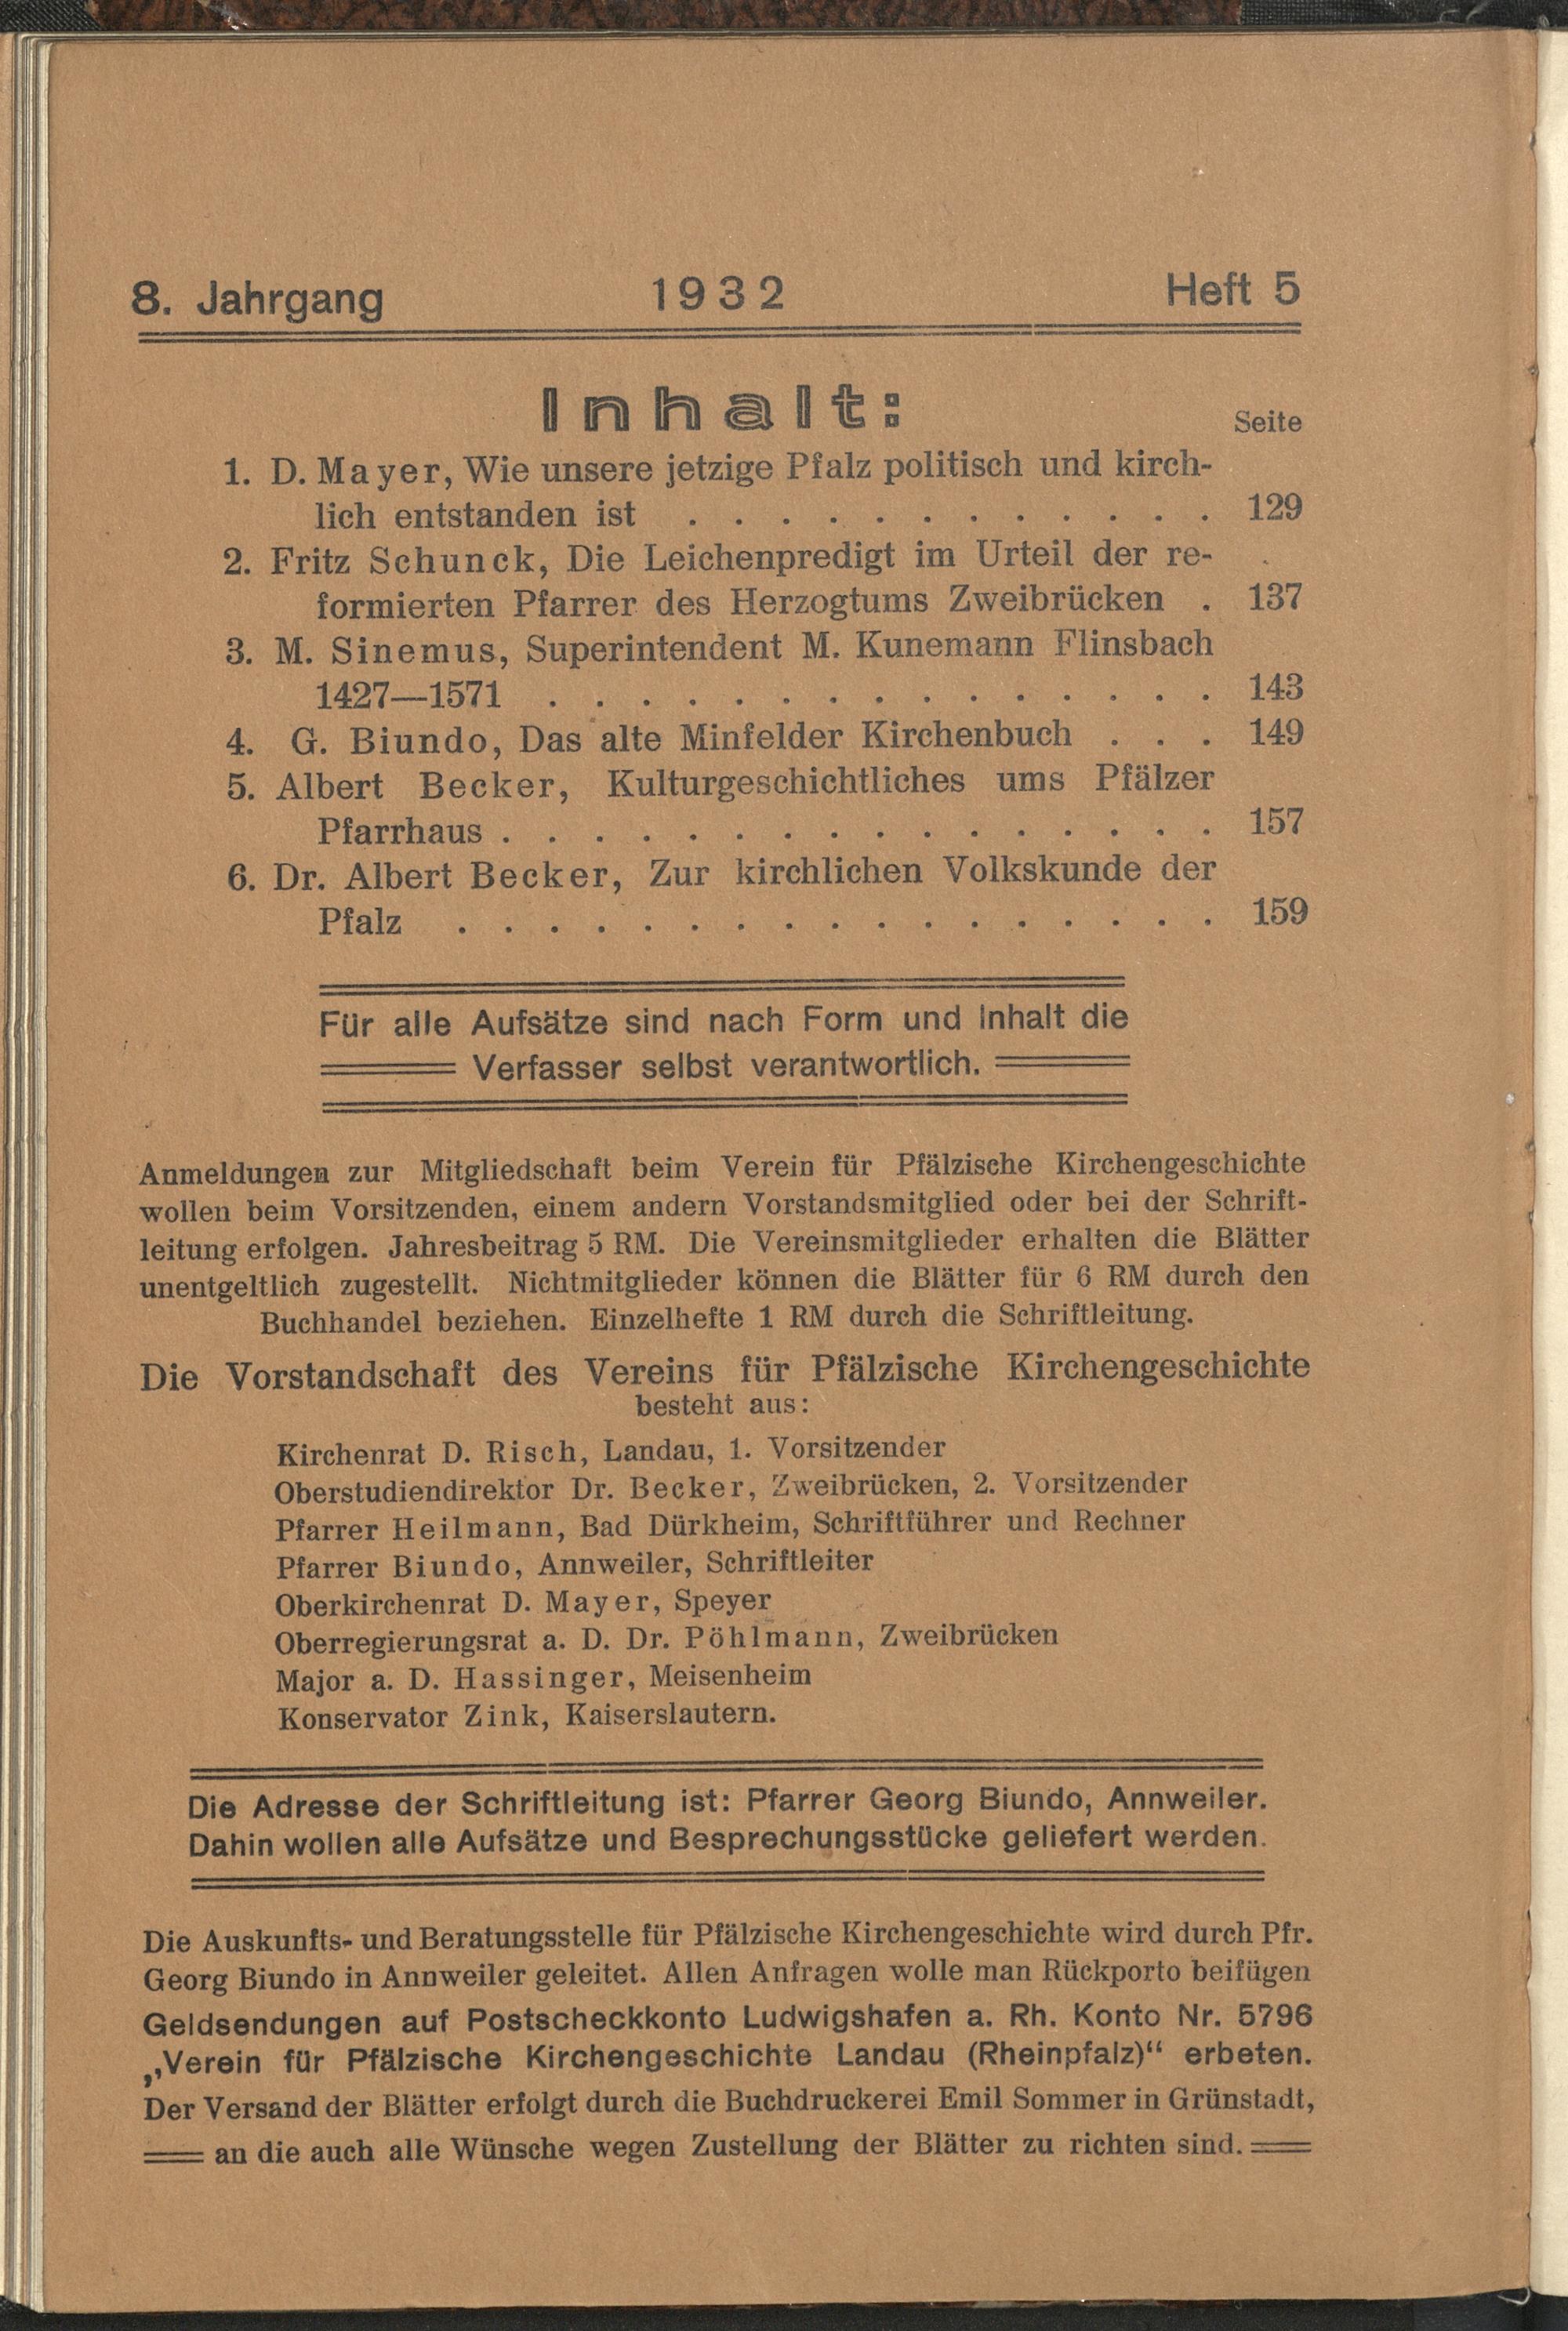 8. Jahrgang 1932 Heft 5
Inhalt:
Seite
1. D. Mayer, Wie unsere jetzige Pfalz politisch und kirch-
lich entstanden ist . . . . . . . . . . . . 129
2. Fritz Schunck, Die Leichenpredigt im Urteil der re-
formierten Pfarrer des Herzogtums Zweibrücken . 137
3. M. Sinemus, Superintendent M. Kunemann Flinsbach
1427—1571 . . . . . . . . . . . . . . . 143
4. G. Biundo, Das alte Minfelder Kirchenbuch . . . 149
5. Albert Becker, Kulturgeschichtliches ums Pfälzer
Pfarrhaus . . . . . . . . . . . . . . . . 157
6. Dr. Albert Becker, Zur kirchlichen Volkskunde der
Pfalz . . . . . . . . . . . . . . . . . 159
Für alle Aufsätze sind nach Form und Inhalt die
Verfasser selbst verantwortlich.
Anmeldungen zur Mitgliedschaft beim Verein für Pfälzische Kirchengeschichte
wollen beim Vorsitzenden, einem andern Vorstandsmitglied oder bei der Schrift-
leitung erfolgen. Jahresbeitrag 5 RM. Die Vereinsmitglieder erhalten die Blätter
unentgeltlich zugestellt. Nichtmitglieder können die Blätter für 6 RM durch den
Buchhandel beziehen. Einzelhefte 1 RM durch die Schriftleitung.
Die Vorstandschaft des Vereins für Pfälzische Kirchengeschichte
besteht aus:
Kirchenrat D. Risch, Landau, 1. Vorsitzender
Oberstudiendirektor Dr. Becker, Zweibrücken, 2. Vorsitzender
Pfarrer Heilmann, Bad Dürkheim, Schriftführer und Rechner
Pfarrer Biundo, Annweiler, Schriftleiter
Oberkirchenrat D. Mayer, Speyer
Oberregierungsrat a. D. Dr. Pöhlmann, Zweibrücken
Major a. D. Hassinger, Meisenheim
Konservator Zink, Kaiserslautern.
Die Adresse der Schriftleitung ist: Pfarrer Georg Biundo, Annweiler.
Dahin wollen alle Aufsätze und Besprechungsstücke geliefert werden.
Die Auskunfts- und Beratungsstelle für Pfälzische Kirchengeschichte wird durch Pfr.
Georg Biundo in Annweiler geleitet. Allen Anfragen wolle man Rückporto beifügen
Geldsendungen auf Postscheckkonto Ludwigshafen a. Rh. Konto Nr. 5796
„Verein für Pfälzische Kirchengeschichte Landau (Rheinpfalz)“ erbeten.
Der Versand der Blätter erfolgt durch die Buchdruckerei Emil Sommer in Grünstadt,
an die auch alle Wünsche wegen Zustellung der Blätter zu richten sind.